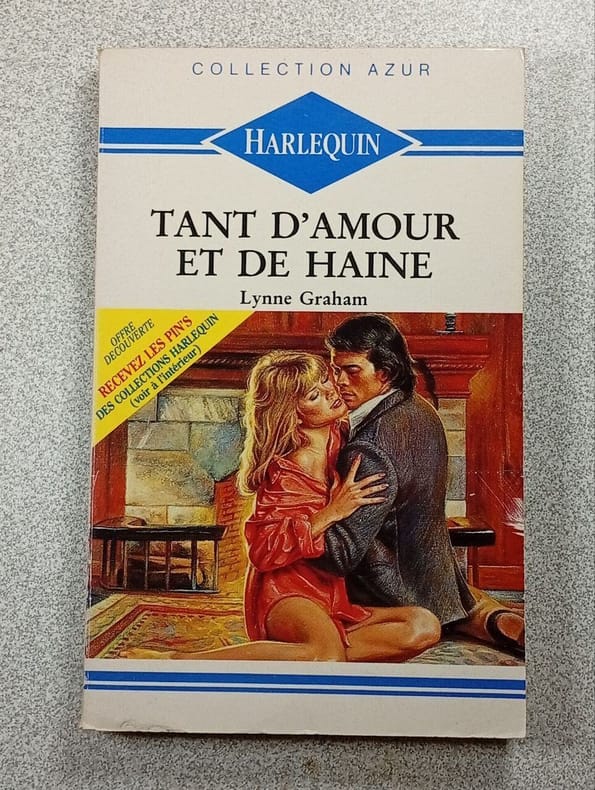 COLLECTION AZUR
HARLEQUIN
TANT D'AMOUR
ET DE HAINE
Lynne Graham
OFFRE
DECOUVERTE
RECEVEZ LES PIN'S
DES COLLECTIONS HARLEQUIN
(voir à l'intérieur)